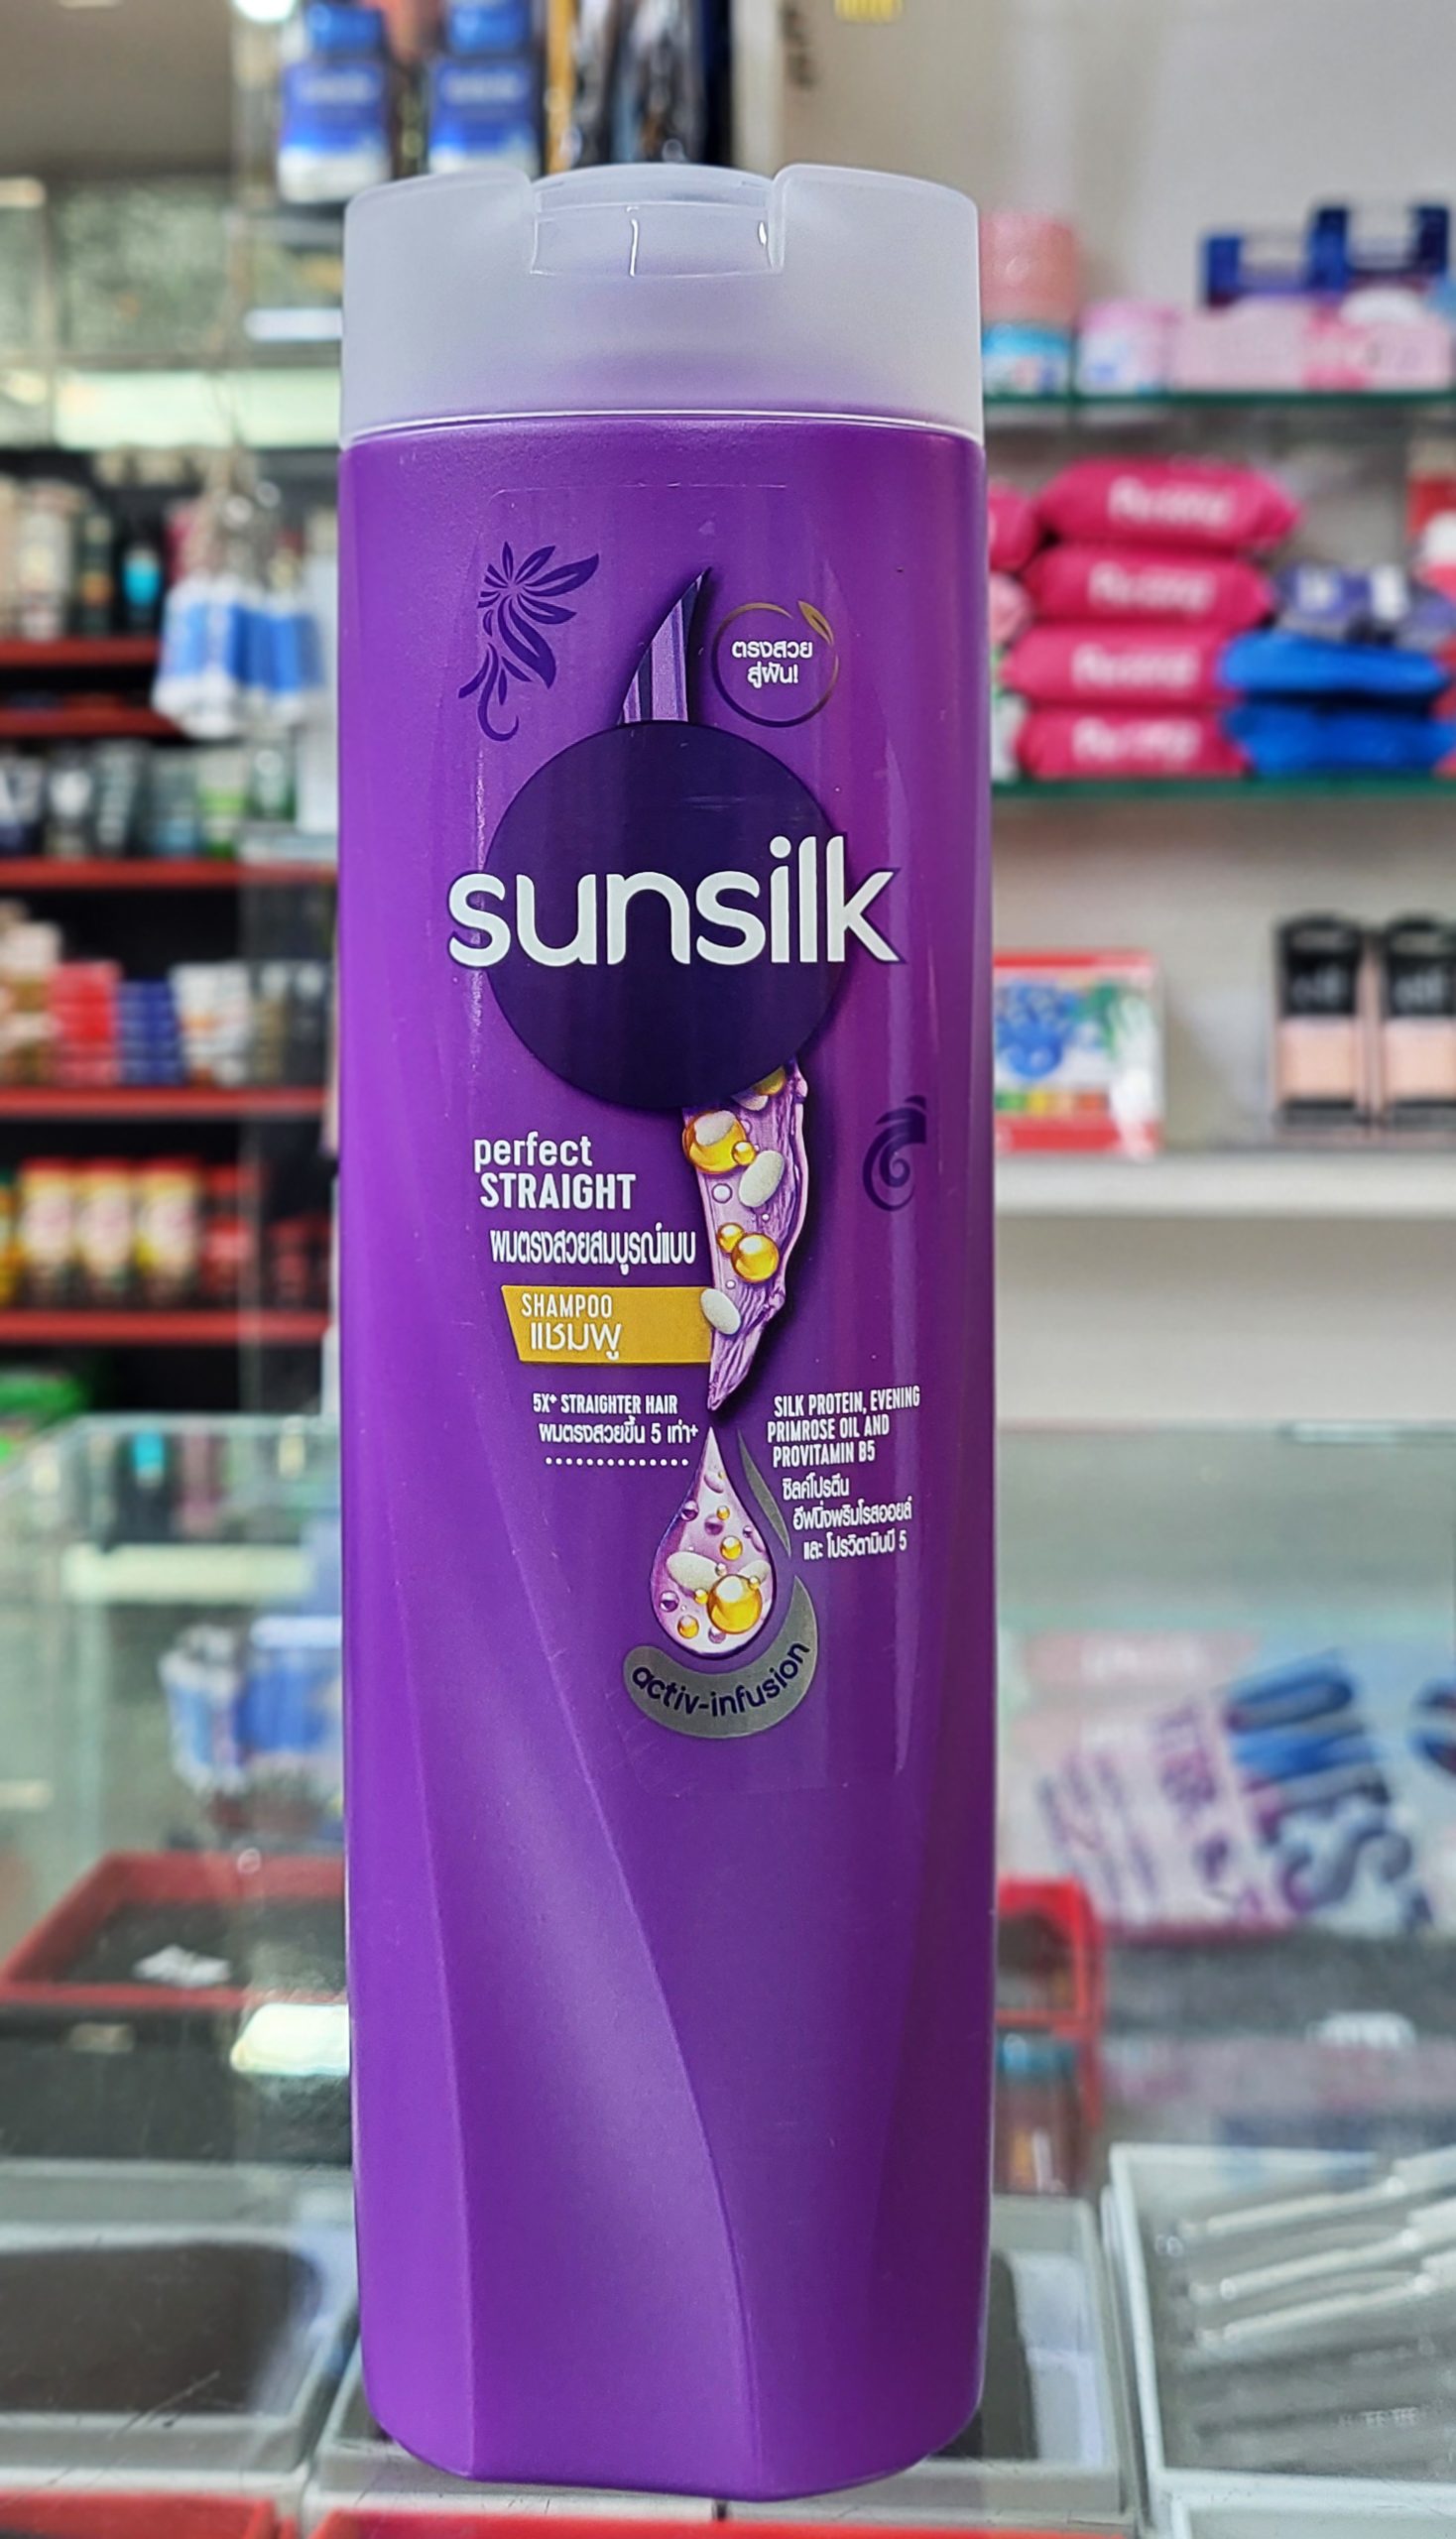 ตรงสวย
สู่ฝัน!
sunsilk
perfect
STRAIGHT
ผมตรงสวยสมบูรณ์แบบ
SHAMPOO
แชมพู
5X+ STRAIGHTER HAIR
ผมตรงสวยขึ้น 5 เท่า+
SILK PROTEIN, EVENING
PRIMROSE OIL AND
PROVITAMIN B5
ซิลค์โปรตีน
อีฟนิ่งพริมโรสออยล์
และ โปรวิตามินบี 5
activ-infusion